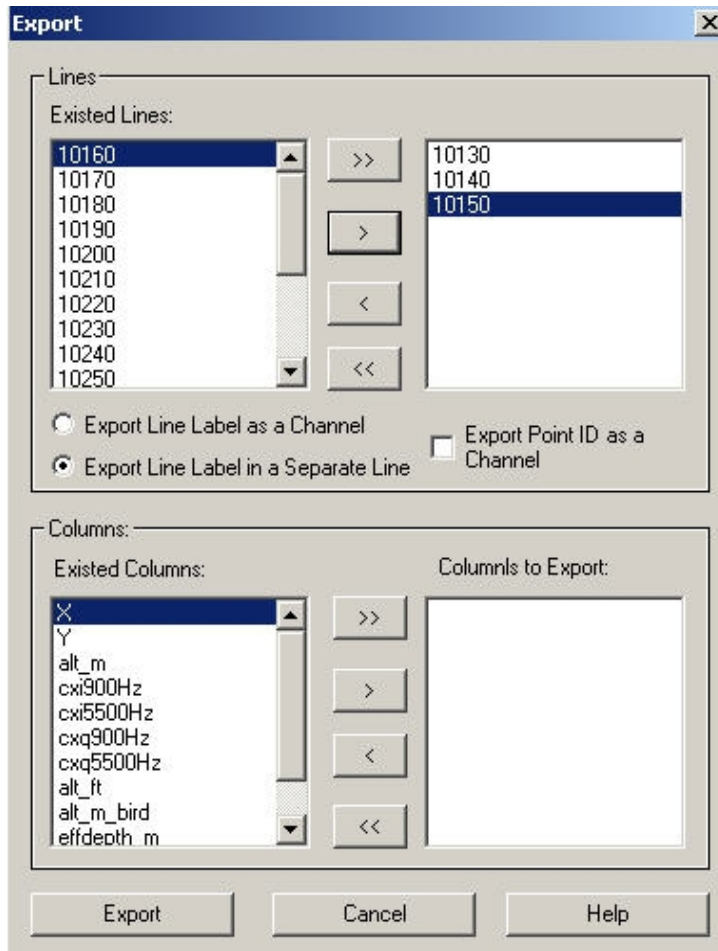 Export
Lines
Existed Lines:
10160
10170
10180
10190
10200
10210
10220
10230
10240
10250
>>
>
<
<<
10130
10140
10150
Export Line Label as a Channel
Export Line Label in a Separate Line
Export Point ID as a
Channel
Columns:
Existed Columns:
X
Y
alt_m
cxi900Hz
cxi5500Hz
cxq900Hz
cxq5500Hz
alt_ft
alt_m_bird
effdepth_m
>>
>
<
<<
Columnls to Export:
Export
Cancel
Help